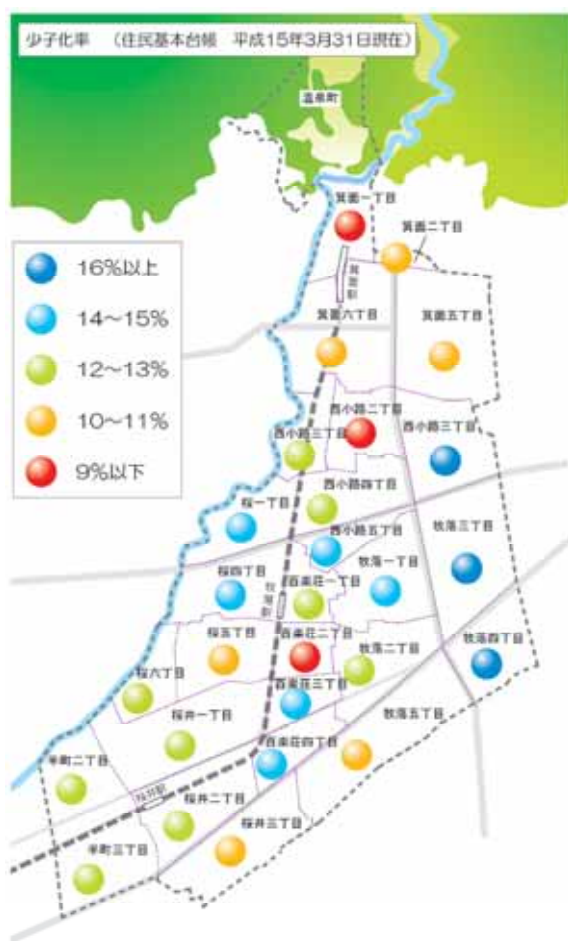 少子化率 （住民基本台帳 平成15年3月31日現在）
温泉町
箕面一丁目
箕面二丁目
16%以上
14～15%
12～13%
10～11%
9%以下
箕面駅
箕面六丁目
箕面五丁目
西小路二丁目
西小路三丁目
西小路三丁目
西小路四丁目
桜一丁目
西小路五丁目
牧落三丁目
桜四丁目
牧落駅
百楽荘一丁目
牧落一丁目
桜五丁目
百楽荘二丁目
牧落二丁目
牧落四丁目
桜六丁目
百楽荘三丁目
桜井一丁目
牧落五丁目
百楽荘四丁目
半町二丁目
桜井駅
桜井二丁目
桜井三丁目
半町三丁目